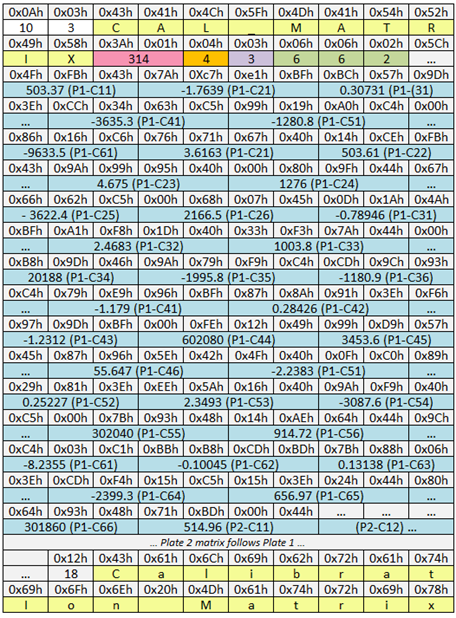 0x0Ah 0x03h 0x43h 0x41h 0x4Ch 0x5Fh 0x4Dh 0x41h 0x54h 0x52h
10 3 C A L _ M A T R
0x49h 0x58h 0x3Ah 0x01h 0x04h 0x03h 0x06h 0x06h 0x02h 0x5Ch
I X 314 4 3 6 6 2 ...
0x4Fh 0xFBh 0x43h 0x7Ah 0Xc7h 0xe1h 0xBFh 0xBCh 0x57h 0x9Dh
503.37 (P1-C11) -1.7639 (P1-C21) 0.30731 (P1-(31)
0x3Eh 0xCCh 0x34h 0x63h 0xC5h 0x99h 0x19h 0xA0h 0xC4h 0x00h
... -3635.3 (P1-C41) -1280.8 (P1-C51) ...
0x86h 0x16h 0xC6h 0x76h 0x71h 0x67h 0x40h 0x14h 0xCEh 0xFBh
-9633.5 (P1-C61) 3.6163 (P1-C21) 503.61 (P1-C22)
0x43h 0x9Ah 0x99h 0x95h 0x40h 0x00h 0x80h 0x9Fh 0x44h 0x67h
... 4.675 (P1-C23) 1276 (P1-C24) ...
0x66h 0x62h 0xC5h 0x00h 0x68h 0x07h 0x45h 0x0Dh 0x1Ah 0x4Ah
- 3622.4 (P1-C25) 2166.5 (P1-C26) -0.78946 (P1-C31)
0xBFh 0xA1h 0xF8h 0x1Dh 0x40h 0x33h 0xF3h 0x7Ah 0x44h 0x00h
... 2.4683 (P1-C32) 1003.8 (P1-C33) ...
0xB8h 0x9Dh 0x46h 0x9Ah 0x79h 0xF9h 0xC4h 0xCDh 0x9Ch 0x93h
20188 (P1-C34) -1995.8 (P1-C35) -1180.9 (P1-C36)
0xC4h 0x79h 0xE9h 0x96h 0xBFh 0x87h 0x8Ah 0x91h 0x3Eh 0xF6h
... -1.179 (P1-C41) 0.28426 (P1-C42) ...
0x97h 0x9Dh 0xBFh 0x00h 0xFEh 0x12h 0x49h 0x99h 0xD9h 0x57h
-1.2312 (P1-C43) 602080 (P1-C44) 3453.6 (P1-C45)
0x45h 0x87h 0x96h 0x5Eh 0x42h 0x4Fh 0x40h 0x0Fh 0xC0h 0x89h
... 55.647 (P1-C46) -2.2383 (P1-C51) ...
0x29h 0x81h 0x3Eh 0xEEh 0x5Ah 0x16h 0x40h 0x9Ah 0xF9h 0x40h
0.25227 (P1-C52) 2.3493 (P1-C53) -3087.6 (P1-C54)
0xC5h 0x00h 0x7Bh 0x93h 0x48h 0x14h 0xAEh 0x64h 0x44h 0x9Ch
... 302040 (P1-C55) 914.72 (P1-C56) ...
0xC4h 0x03h 0xC1h 0xBBh 0xB8h 0xCDh 0xBDh 0x7Bh 0x88h 0x06h
-8.2355 (P1-C61) -0.10045 (P1-C62) 0.13138 (P1-C63)
0x3Eh 0xCDh 0xF4h 0x15h 0xC5h 0x15h 0x3Eh 0x24h 0x44h 0x80h
... -2399.3 (P1-C64) 656.97 (P1-C65) ...
0x64h 0x93h 0x48h 0x71h 0xBDh 0x00h 0x44h ... ... ...
301860 (P1-C66) 514.96 (P2-C11) (P2-C12) ...
... Plate 2 matrix follows Plate 1 ...
0x12h 0x43h 0x61h 0x6Ch 0x69h 0x62h 0x72h 0x61h 0x74h
... 18 C a l i b r a t
0x69h 0x6Fh 0x6Eh 0x20h 0x4Dh 0x61h 0x74h 0x72h 0x69h 0x78h
I o n M a t r i x